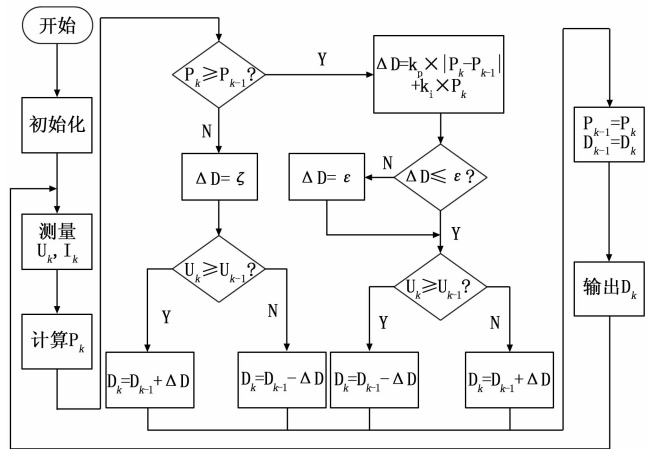 开始
初始化
测量
U_k,I_k
计算P_k
P_k≥P_{k-1}?
Y
N
ΔD=k_p×|P_k-P_{k-1}|
+k_i×P_k
ΔD=ζ
ΔD=ε
N
ΔD≤ε?
Y
U_k≥U_{k-1}?
Y
N
U_k≥U_{k-1}?
Y
N
D_k=D_{k-1}+ΔD
D_k=D_{k-1}-ΔD
D_k=D_{k-1}-ΔD
D_k=D_{k-1}+ΔD
P_{k-1}=P_k
D_{k-1}=D_k
输出D_k